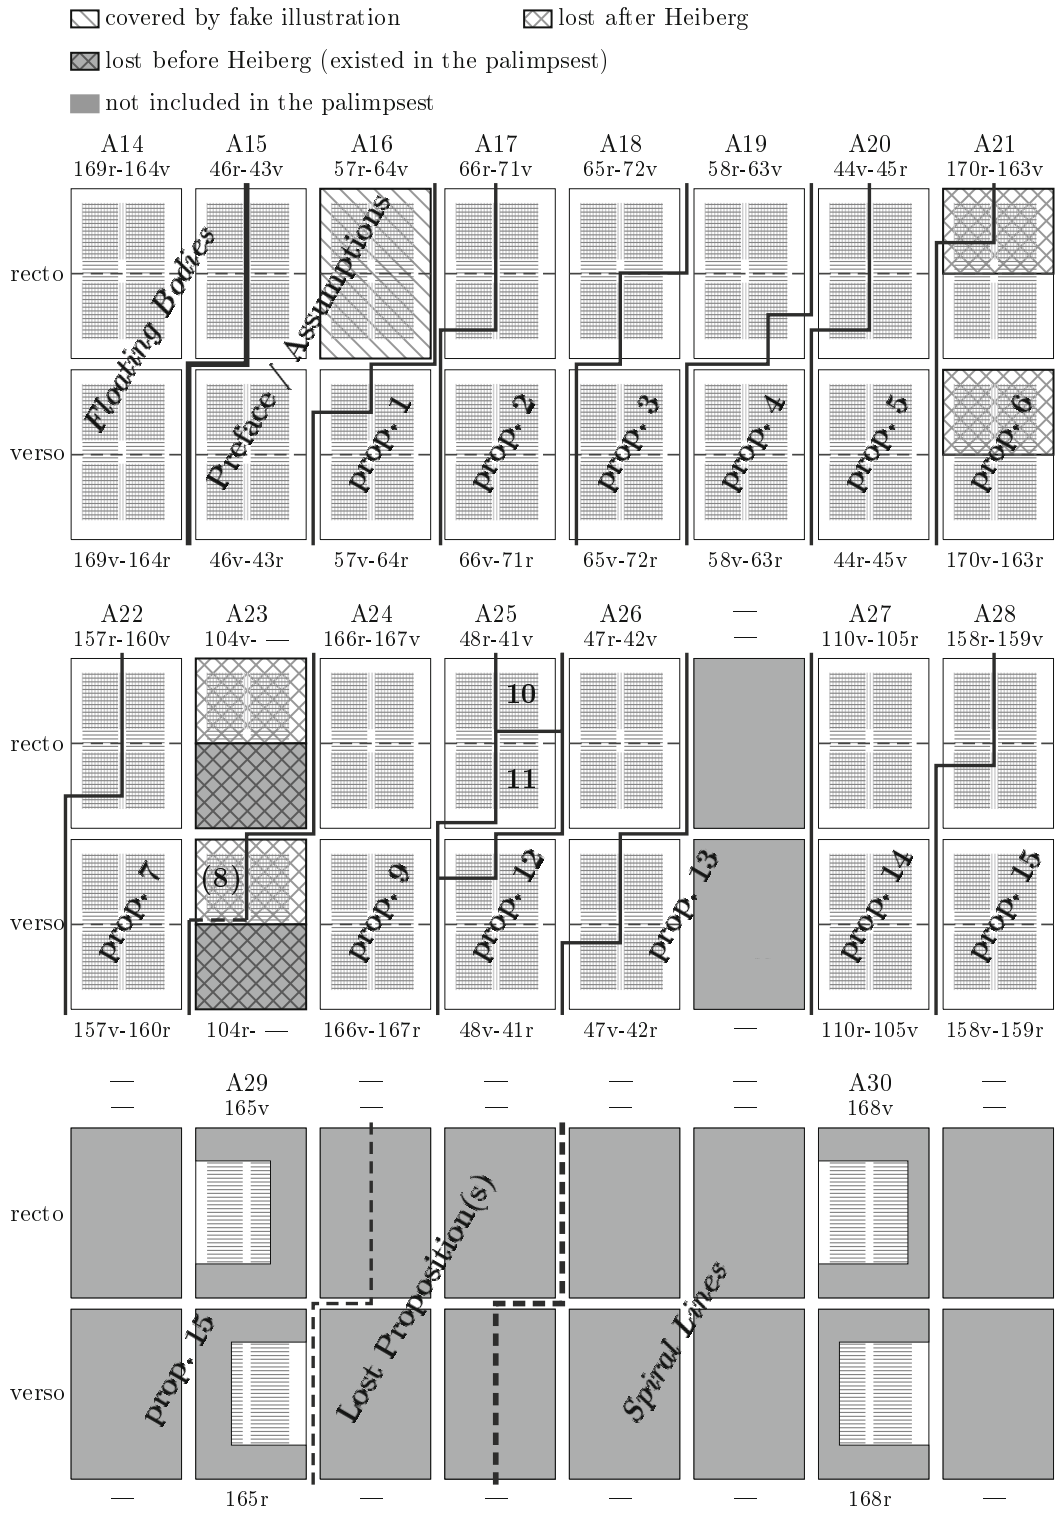 covered by fake illustration lost after Heiberg
lost before Heiberg (existed in the palimpsest)
not included in the palimpsest
A14 A15 A16 A17 A18 A19 A20 A21
169r-164v 46r-43v 57r-64v 66r-71v 65r-72v 58r-63v 44v-45r 170r-163v
recto
Floating Bodies
Preface / Assumptions
prop. 1
prop. 2
prop. 3
prop. 4
prop. 5
prop. 6
verso
169v-164r 46v-43r 57v-64r 66v-71r 65v-72r 58v-63r 44r-45v 170v-163r
A22 A23 A24 A25 A26 — A27 A28
157r-160v 104v- — 166r-167v 48r-41v 47r-42v — 110v-105r 158r-159v
10
recto
11
prop. 7
(8)
prop. 9
prop. 12
prop. 13
prop. 14
prop. 15
verso
157v-160r 104r- — 166v-167r 48v-41r 47v-42r — 110r-105v 158v-159r
— A29 — — — — A30 —
— 165v — — — — 168v —
recto
prop. 15
Lost Proposition(s)
Spiral Lines
verso
— 165r — — — — 168r —